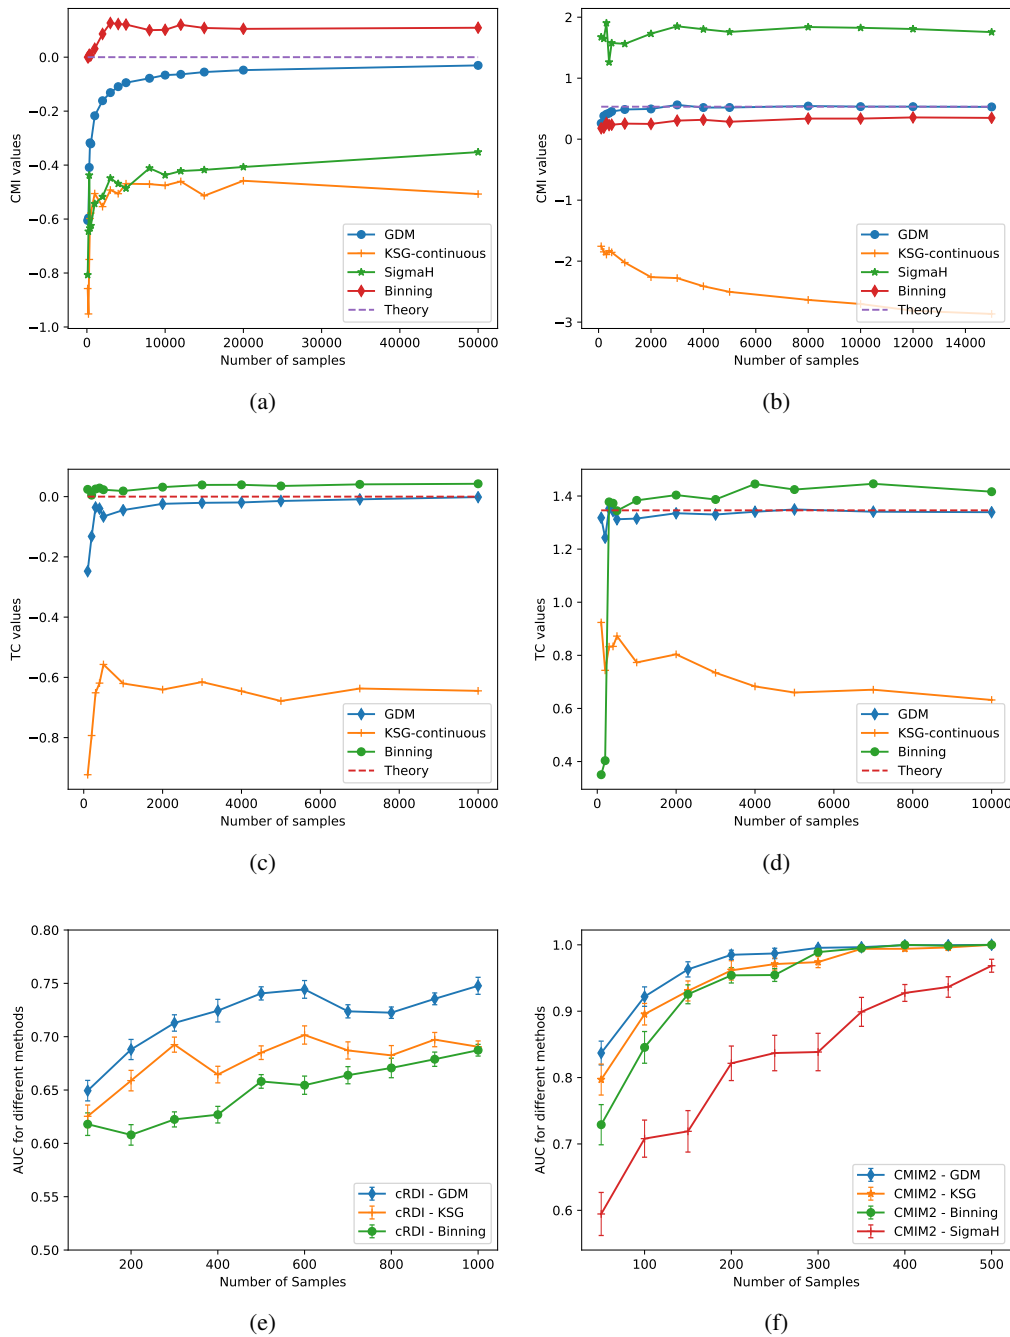 0.0
−0.2
−0.4
−0.6
−0.8
−1.0
CMI values
0
10000
20000
30000
40000
50000
Number of samples
GDM
KSG-continuous
SigmaH
Binning
Theory
(a)
2
1
0
−1
−2
−3
CMI values
0
2000
4000
6000
8000
10000
12000
14000
Number of samples
GDM
KSG-continuous
SigmaH
Binning
Theory
(b)
0.0
−0.2
−0.4
−0.6
−0.8
TC values
0
2000
4000
6000
8000
10000
Number of samples
GDM
KSG-continuous
Binning
Theory
(c)
1.4
1.2
1.0
0.8
0.6
0.4
TC values
0
2000
4000
6000
8000
10000
Number of samples
GDM
KSG-continuous
Binning
Theory
(d)
0.80
0.75
0.70
0.65
0.60
0.55
0.50
AUC for different methods
200
400
600
800
1000
Number of Samples
cRDI - GDM
cRDI - KSG
cRDI - Binning
(e)
1.0
0.9
0.8
0.7
0.6
AUC for different methods
100
200
300
400
500
Number of Samples
CMIM2 - GDM
CMIM2 - KSG
CMIM2 - Binning
CMIM2 - SigmaH
(f)